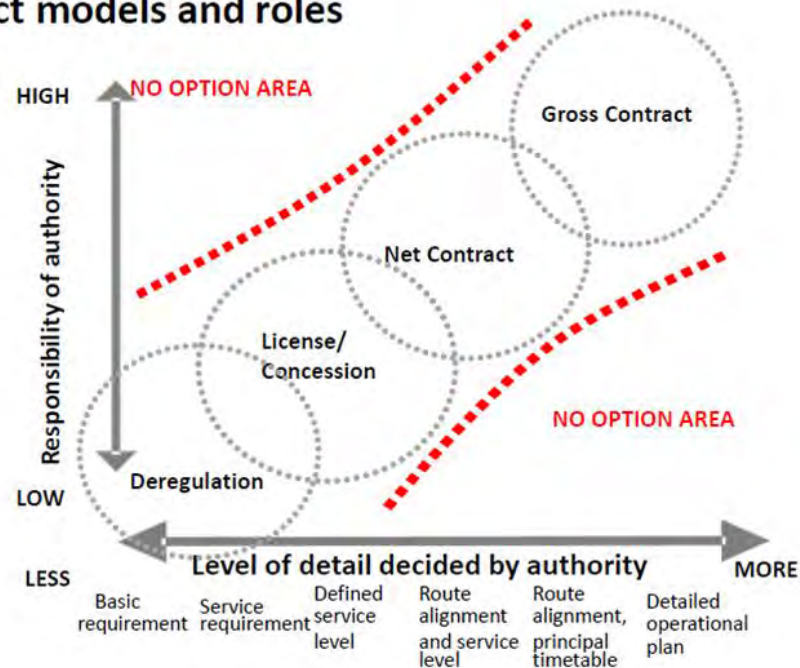 ct models and roles
HIGH
NO OPTION AREA
Gross Contract
Responsibility of authority
Net Contract
License/
Concession
NO OPTION AREA
Deregulation
LOW
Level of detail decided by authority
LESS
MORE
Basic
requirement
Service
requirement
Defined
service
level
Route
alignment
and service
level
Route
alignment,
principal
timetable
Detailed
operational
plan